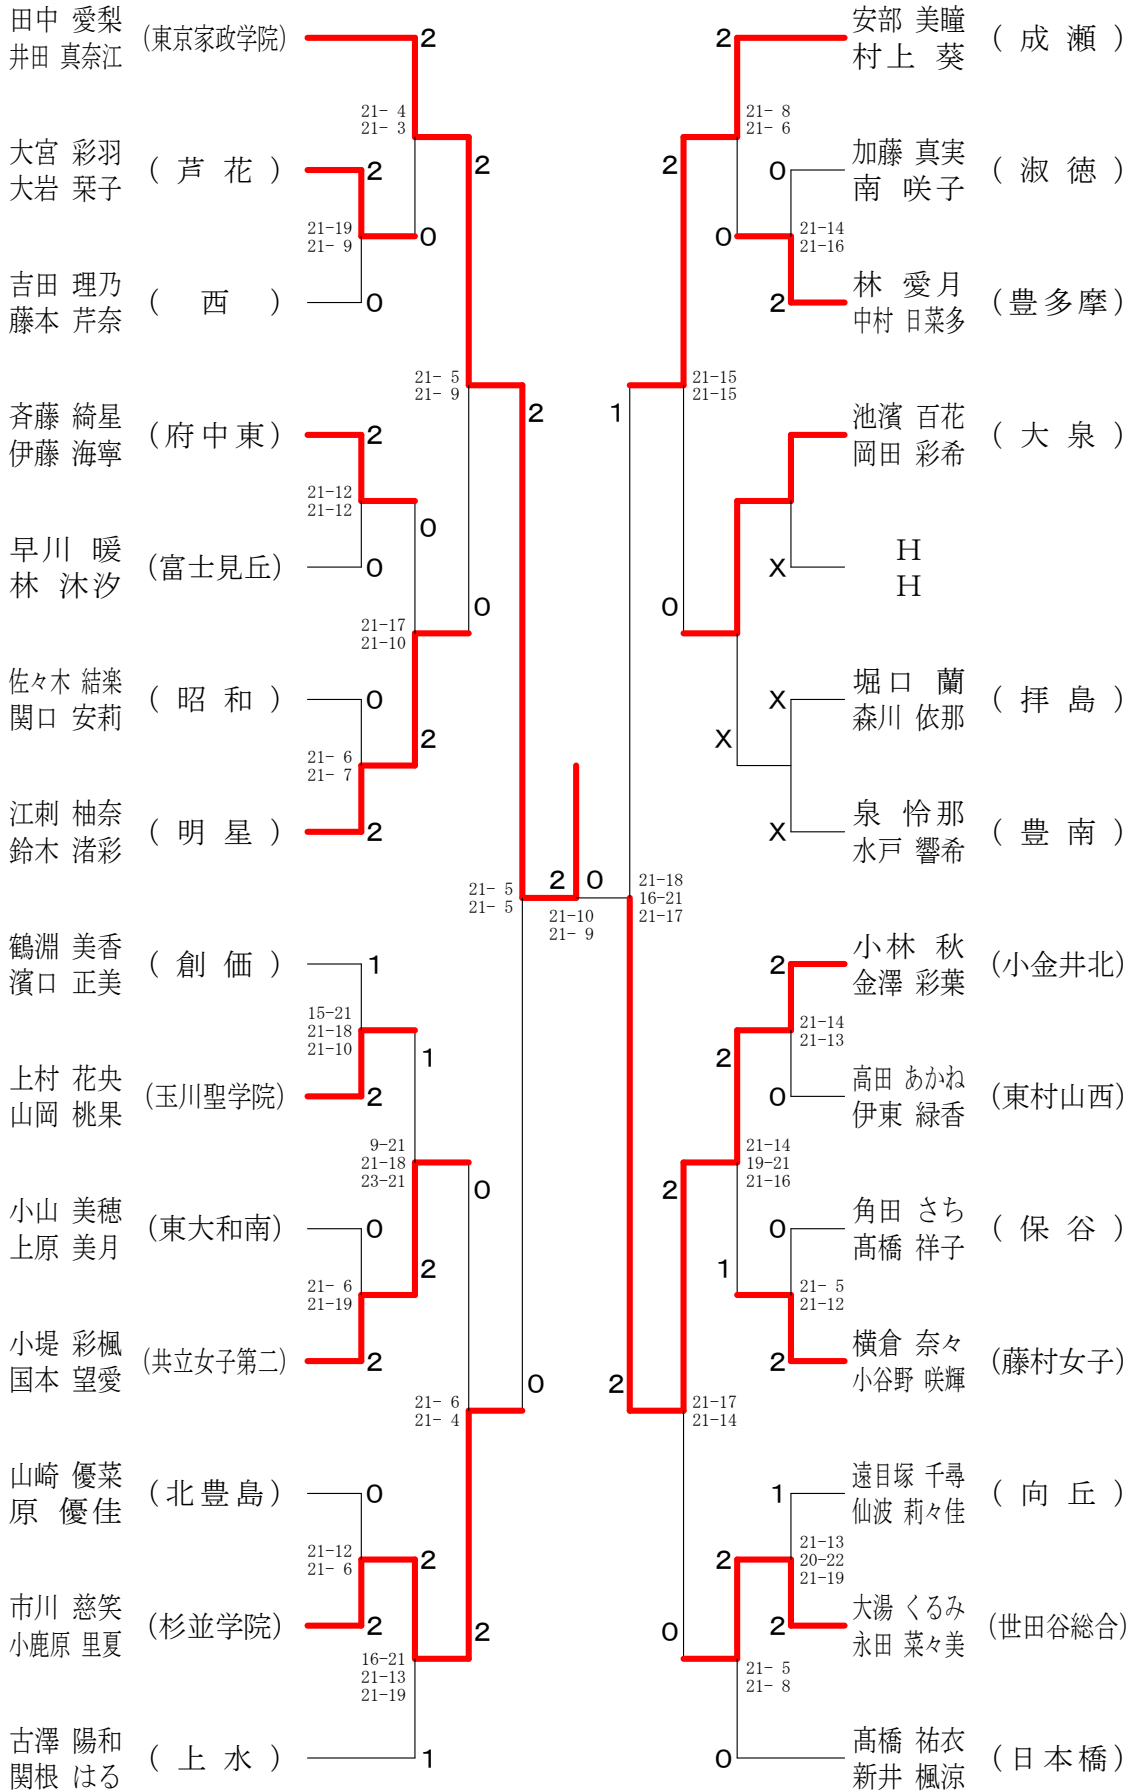 田中 愛梨
井田 真奈江
(東京家政学院)
2
21- 4
21- 3
大宮 彩羽
大岩 栞子
( 芦 花 )
2
2
21-19
21- 9
0
吉田 理乃
藤本 芹奈
( 西 )
0
21- 5
21- 9
2
斉藤 綺星
伊藤 海寧
(府中東)
2
21-12
21-12
0
早川 暖
林 沐汐
(富士見丘)
0
0
21-17
21-10
佐々木 結楽
関口 安莉
( 昭 和 )
0
2
21- 6
21- 7
江刺 柚奈
鈴木 渚彩
( 明 星 )
2
21- 5
21- 5
2
0
21-10
21- 9
鶴淵 美香
濱口 正美
( 創 価 )
1
15-21
21-18
21-10
1
上村 花央
山岡 桃果
(玉川聖学院)
2
9-21
21-18
23-21
0
小山 美穂
上原 美月
(東大和南)
0
2
21- 6
21-19
小堤 彩楓
国本 望愛
(共立女子第二)
2
0
21- 6
21- 4
山崎 優菜
原 優佳
(北豊島)
0
21-12
21- 6
2
市川 慈笑
小鹿原 里夏
(杉並学院)
2
2
16-21
21-13
21-19
古澤 陽和
関根 はる
( 上 水 )
1
2
安部 美瞳
村上 葵
( 成 瀬 )
21- 8
21- 6
2
0
加藤 真実
南 咲子
( 淑 徳 )
0
21-14
21-16
2
林 愛月
中村 日菜多
(豊多摩)
21-15
21-15
1
池濱 百花
岡田 彩希
( 大 泉 )
X
H
H
0
X
堀口 蘭
森川 依那
( 拝 島 )
X
X
泉 怜那
水戸 響希
( 豊 南 )
21-18
16-21
21-17
2
小林 秋
金澤 彩葉
(小金井北)
21-14
21-13
2
0
高田 あかね
伊東 緑香
(東村山西)
21-14
19-21
21-16
2
0
角田 さち
髙橋 祥子
( 保 谷 )
1
21- 5
21-12
2
横倉 奈々
小谷野 咲輝
(藤村女子)
2
21-17
21-14
1
遠目塚 千尋
仙波 莉々佳
( 向 丘 )
21-13
20-22
21-19
2
2
大湯 くるみ
永田 菜々美
(世田谷総合)
0
21- 5
21- 8
0
髙橋 祐衣
新井 楓涼
(日本橋)